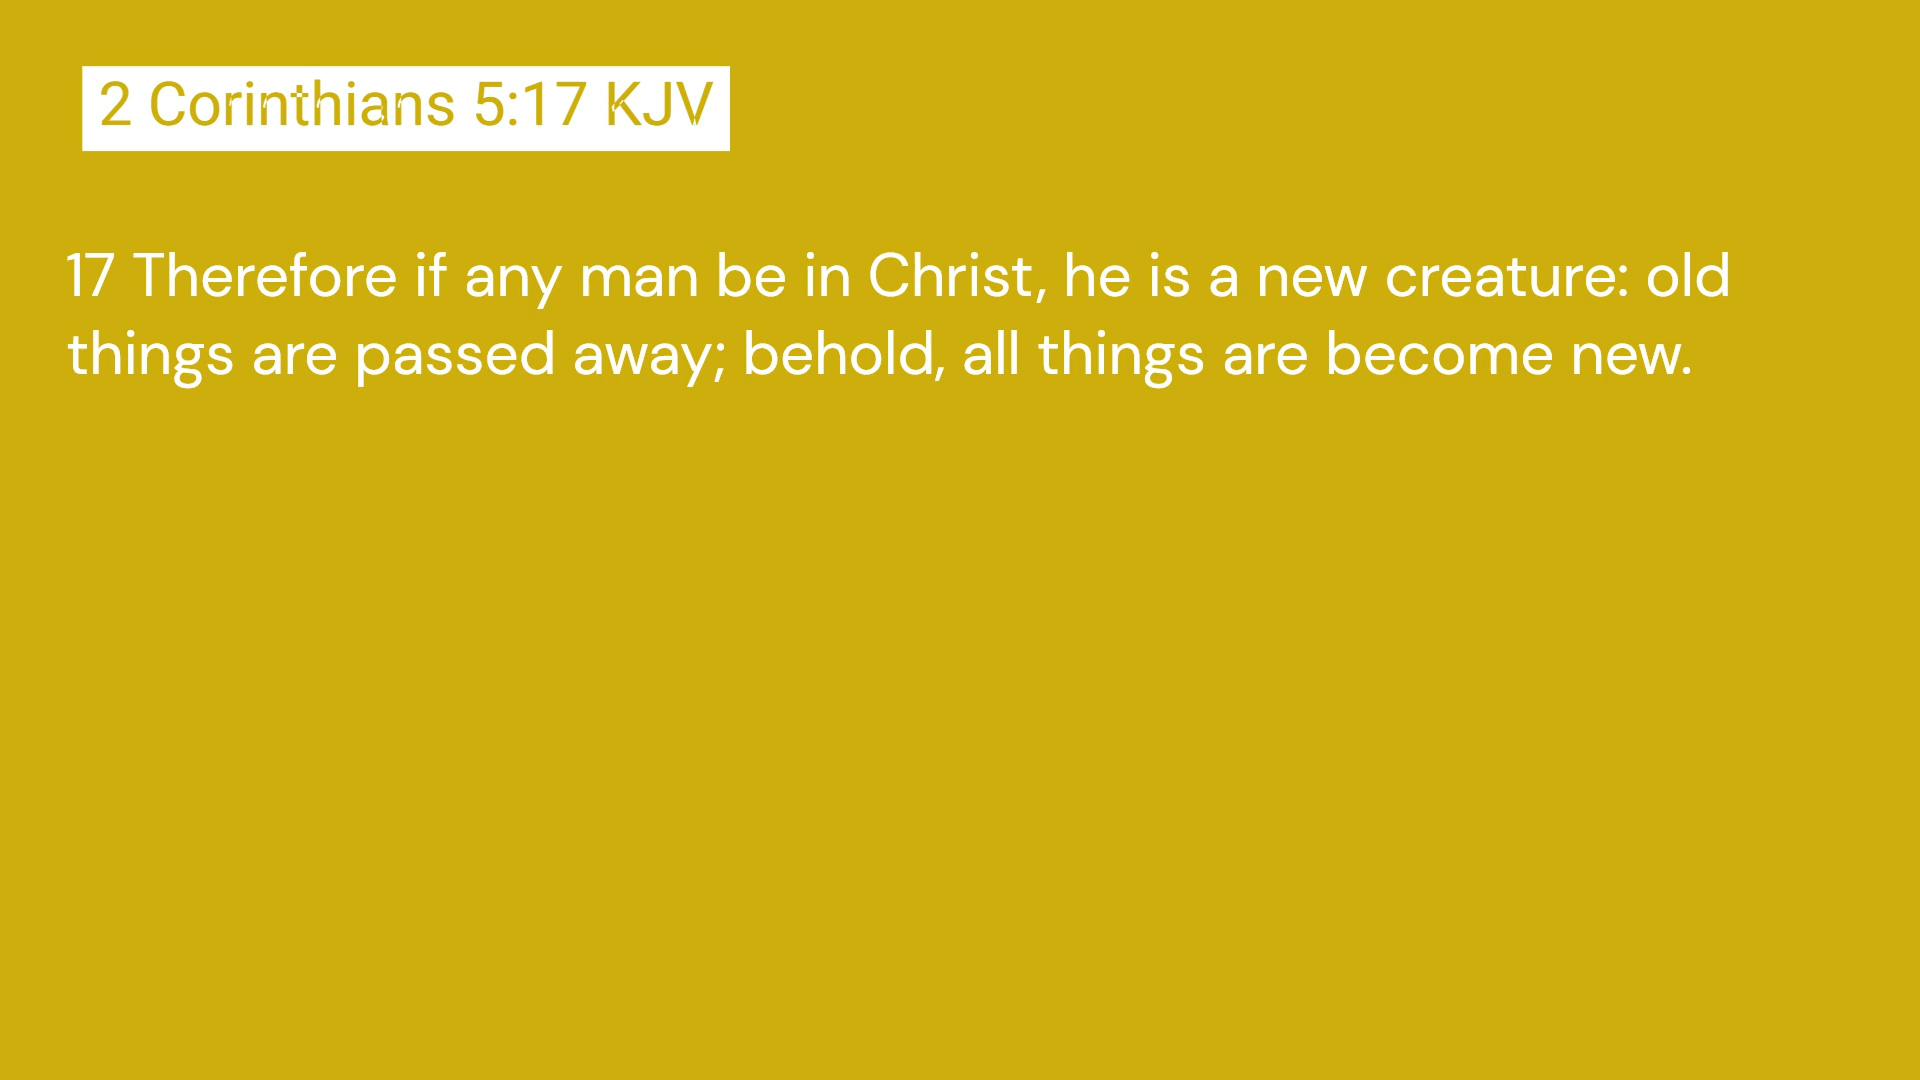 2 Corinthians 5:17 KJV
17 Therefore if any man be in Christ, he is a new creature: old
things are passed away; behold, all things are become new.